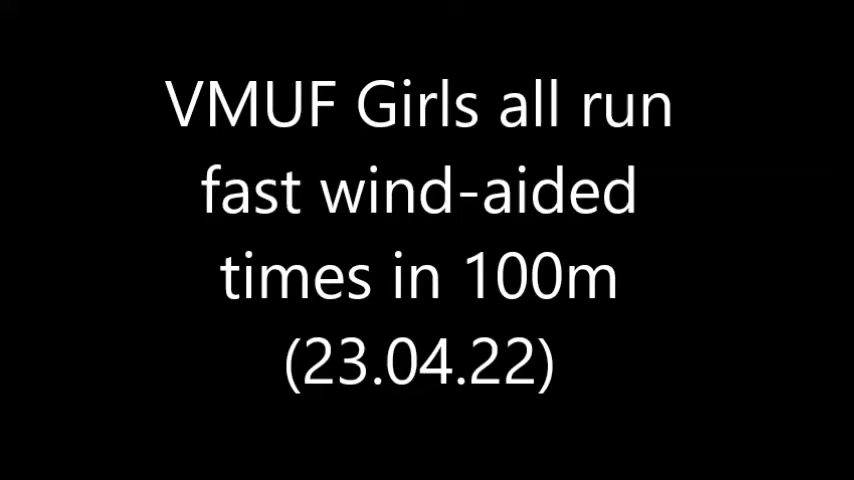 VMUF Girls all run
fast wind-aided
times in 100m
(23.04.22)